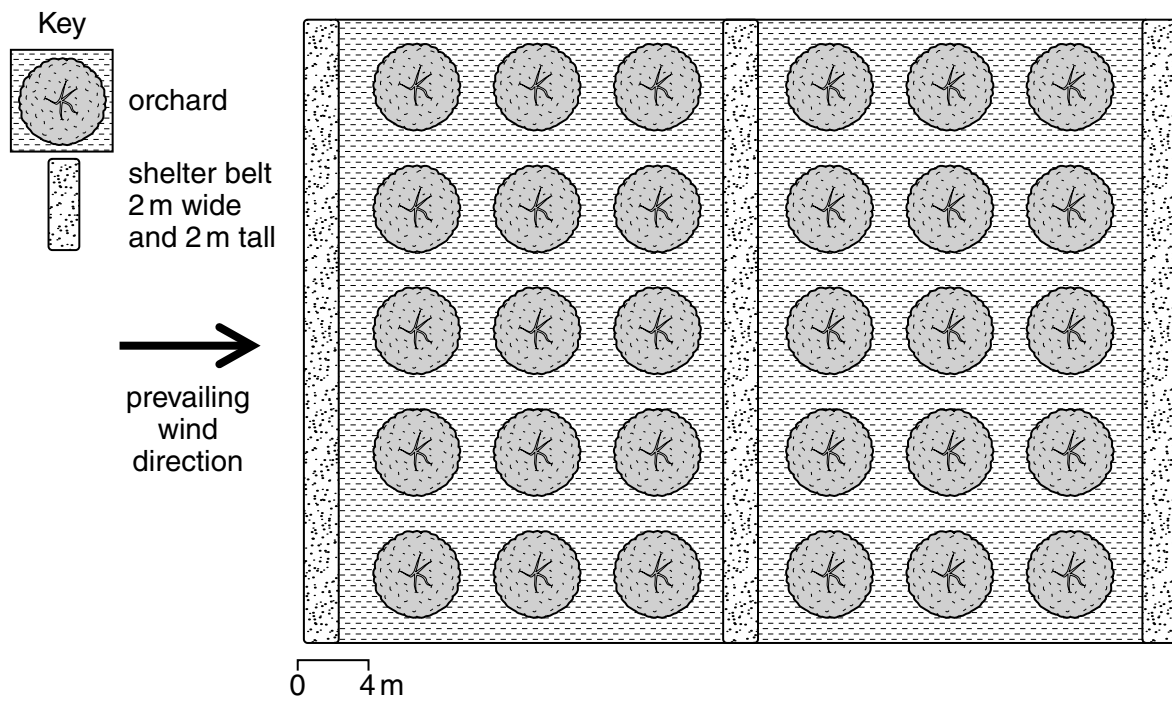 Key
orchard
shelter belt
2 m wide
and 2 m tall
prevailing
wind
direction
0 4 m